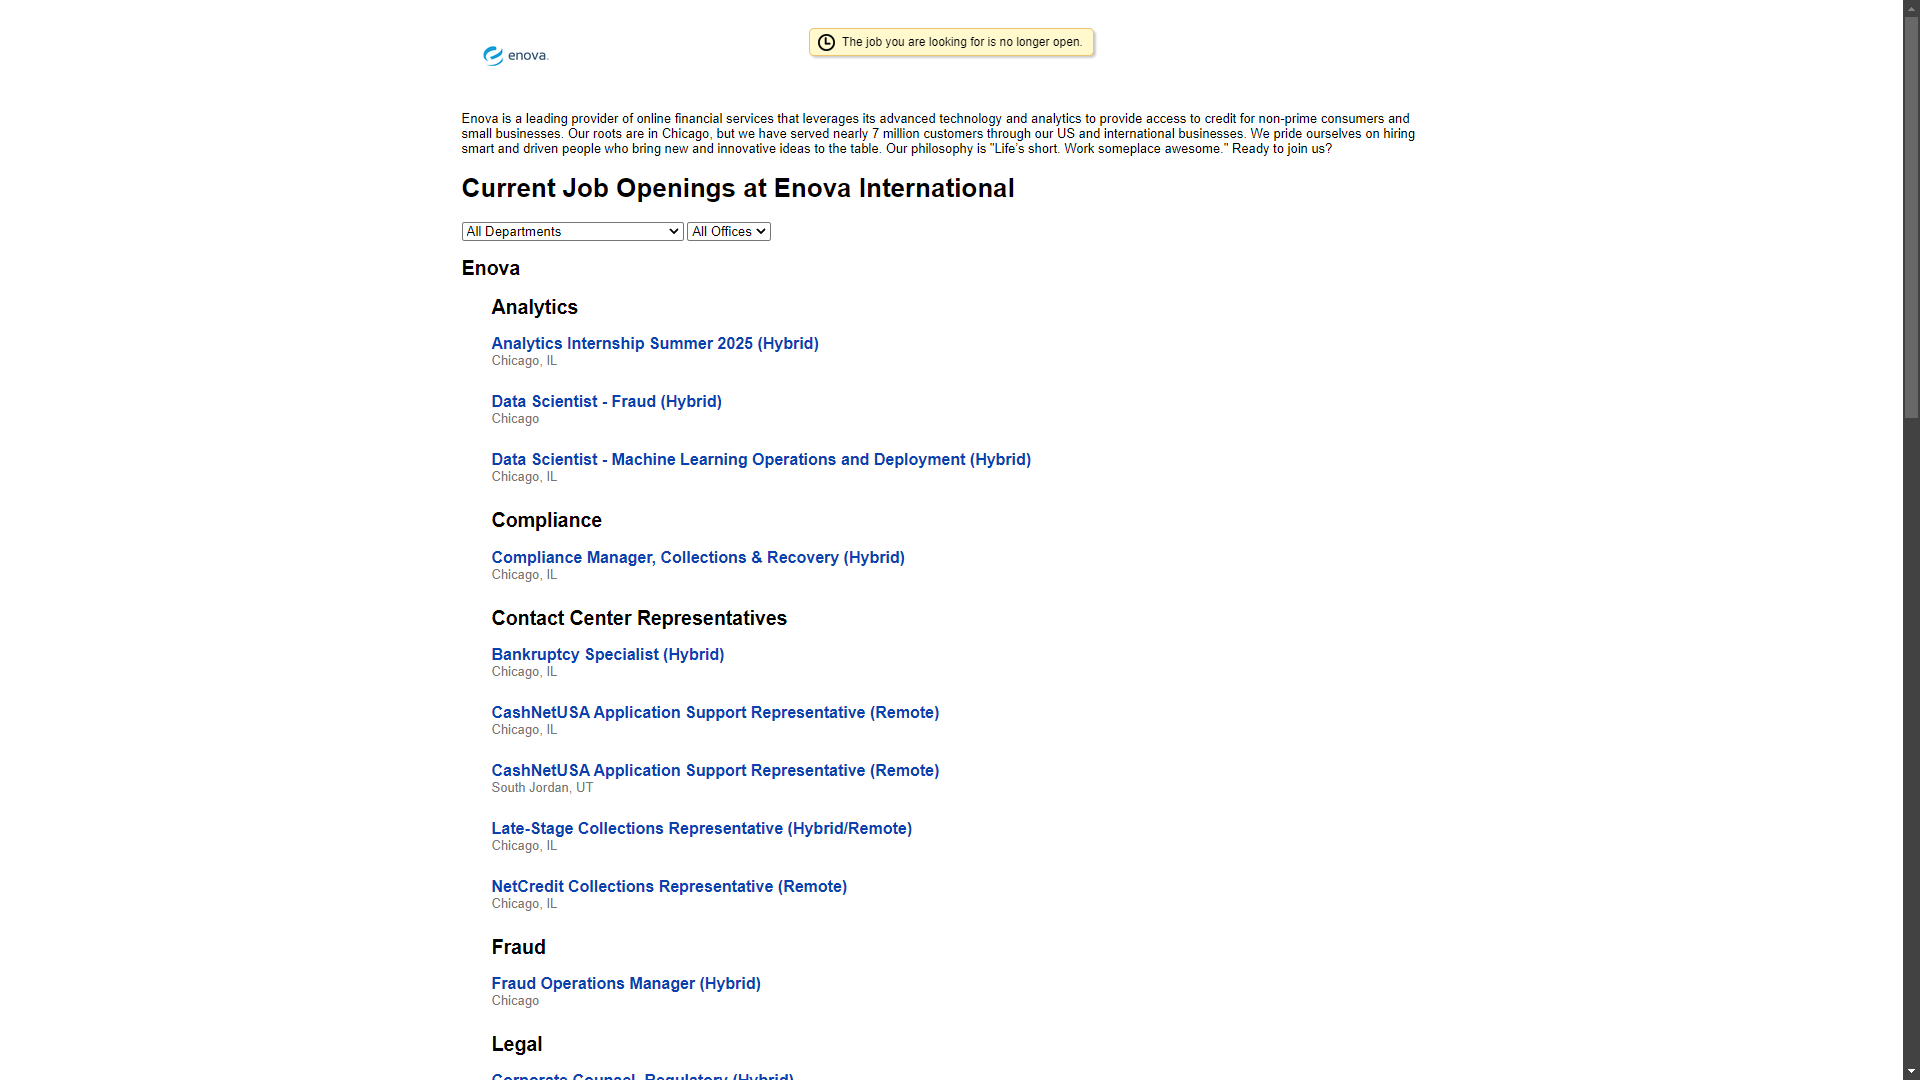 enova.
The job you are looking for is no longer open.
Enova is a leading provider of online financial services that leverages its advanced technology and analytics to provide access to credit for non-prime consumers and
small businesses. Our roots are in Chicago, but we have served nearly 7 million customers through our US and international businesses. We pride ourselves on hiring
smart and driven people who bring new and innovative ideas to the table. Our philosophy is "Life's short. Work someplace awesome." Ready to join us?
Current Job Openings at Enova International
All Departments All Offices
Enova
Analytics
Analytics Internship Summer 2025 (Hybrid)
Chicago, IL
Data Scientist - Fraud (Hybrid)
Chicago
Data Scientist - Machine Learning Operations and Deployment (Hybrid)
Chicago, IL
Compliance
Compliance Manager, Collections & Recovery (Hybrid)
Chicago, IL
Contact Center Representatives
Bankruptcy Specialist (Hybrid)
Chicago, IL
CashNetUSA Application Support Representative (Remote)
Chicago, IL
CashNetUSA Application Support Representative (Remote)
South Jordan, UT
Late-Stage Collections Representative (Hybrid/Remote)
Chicago, IL
NetCredit Collections Representative (Remote)
Chicago, IL
Fraud
Fraud Operations Manager (Hybrid)
Chicago
Legal
Corporate Counsel, Regulatory (Hybrid)